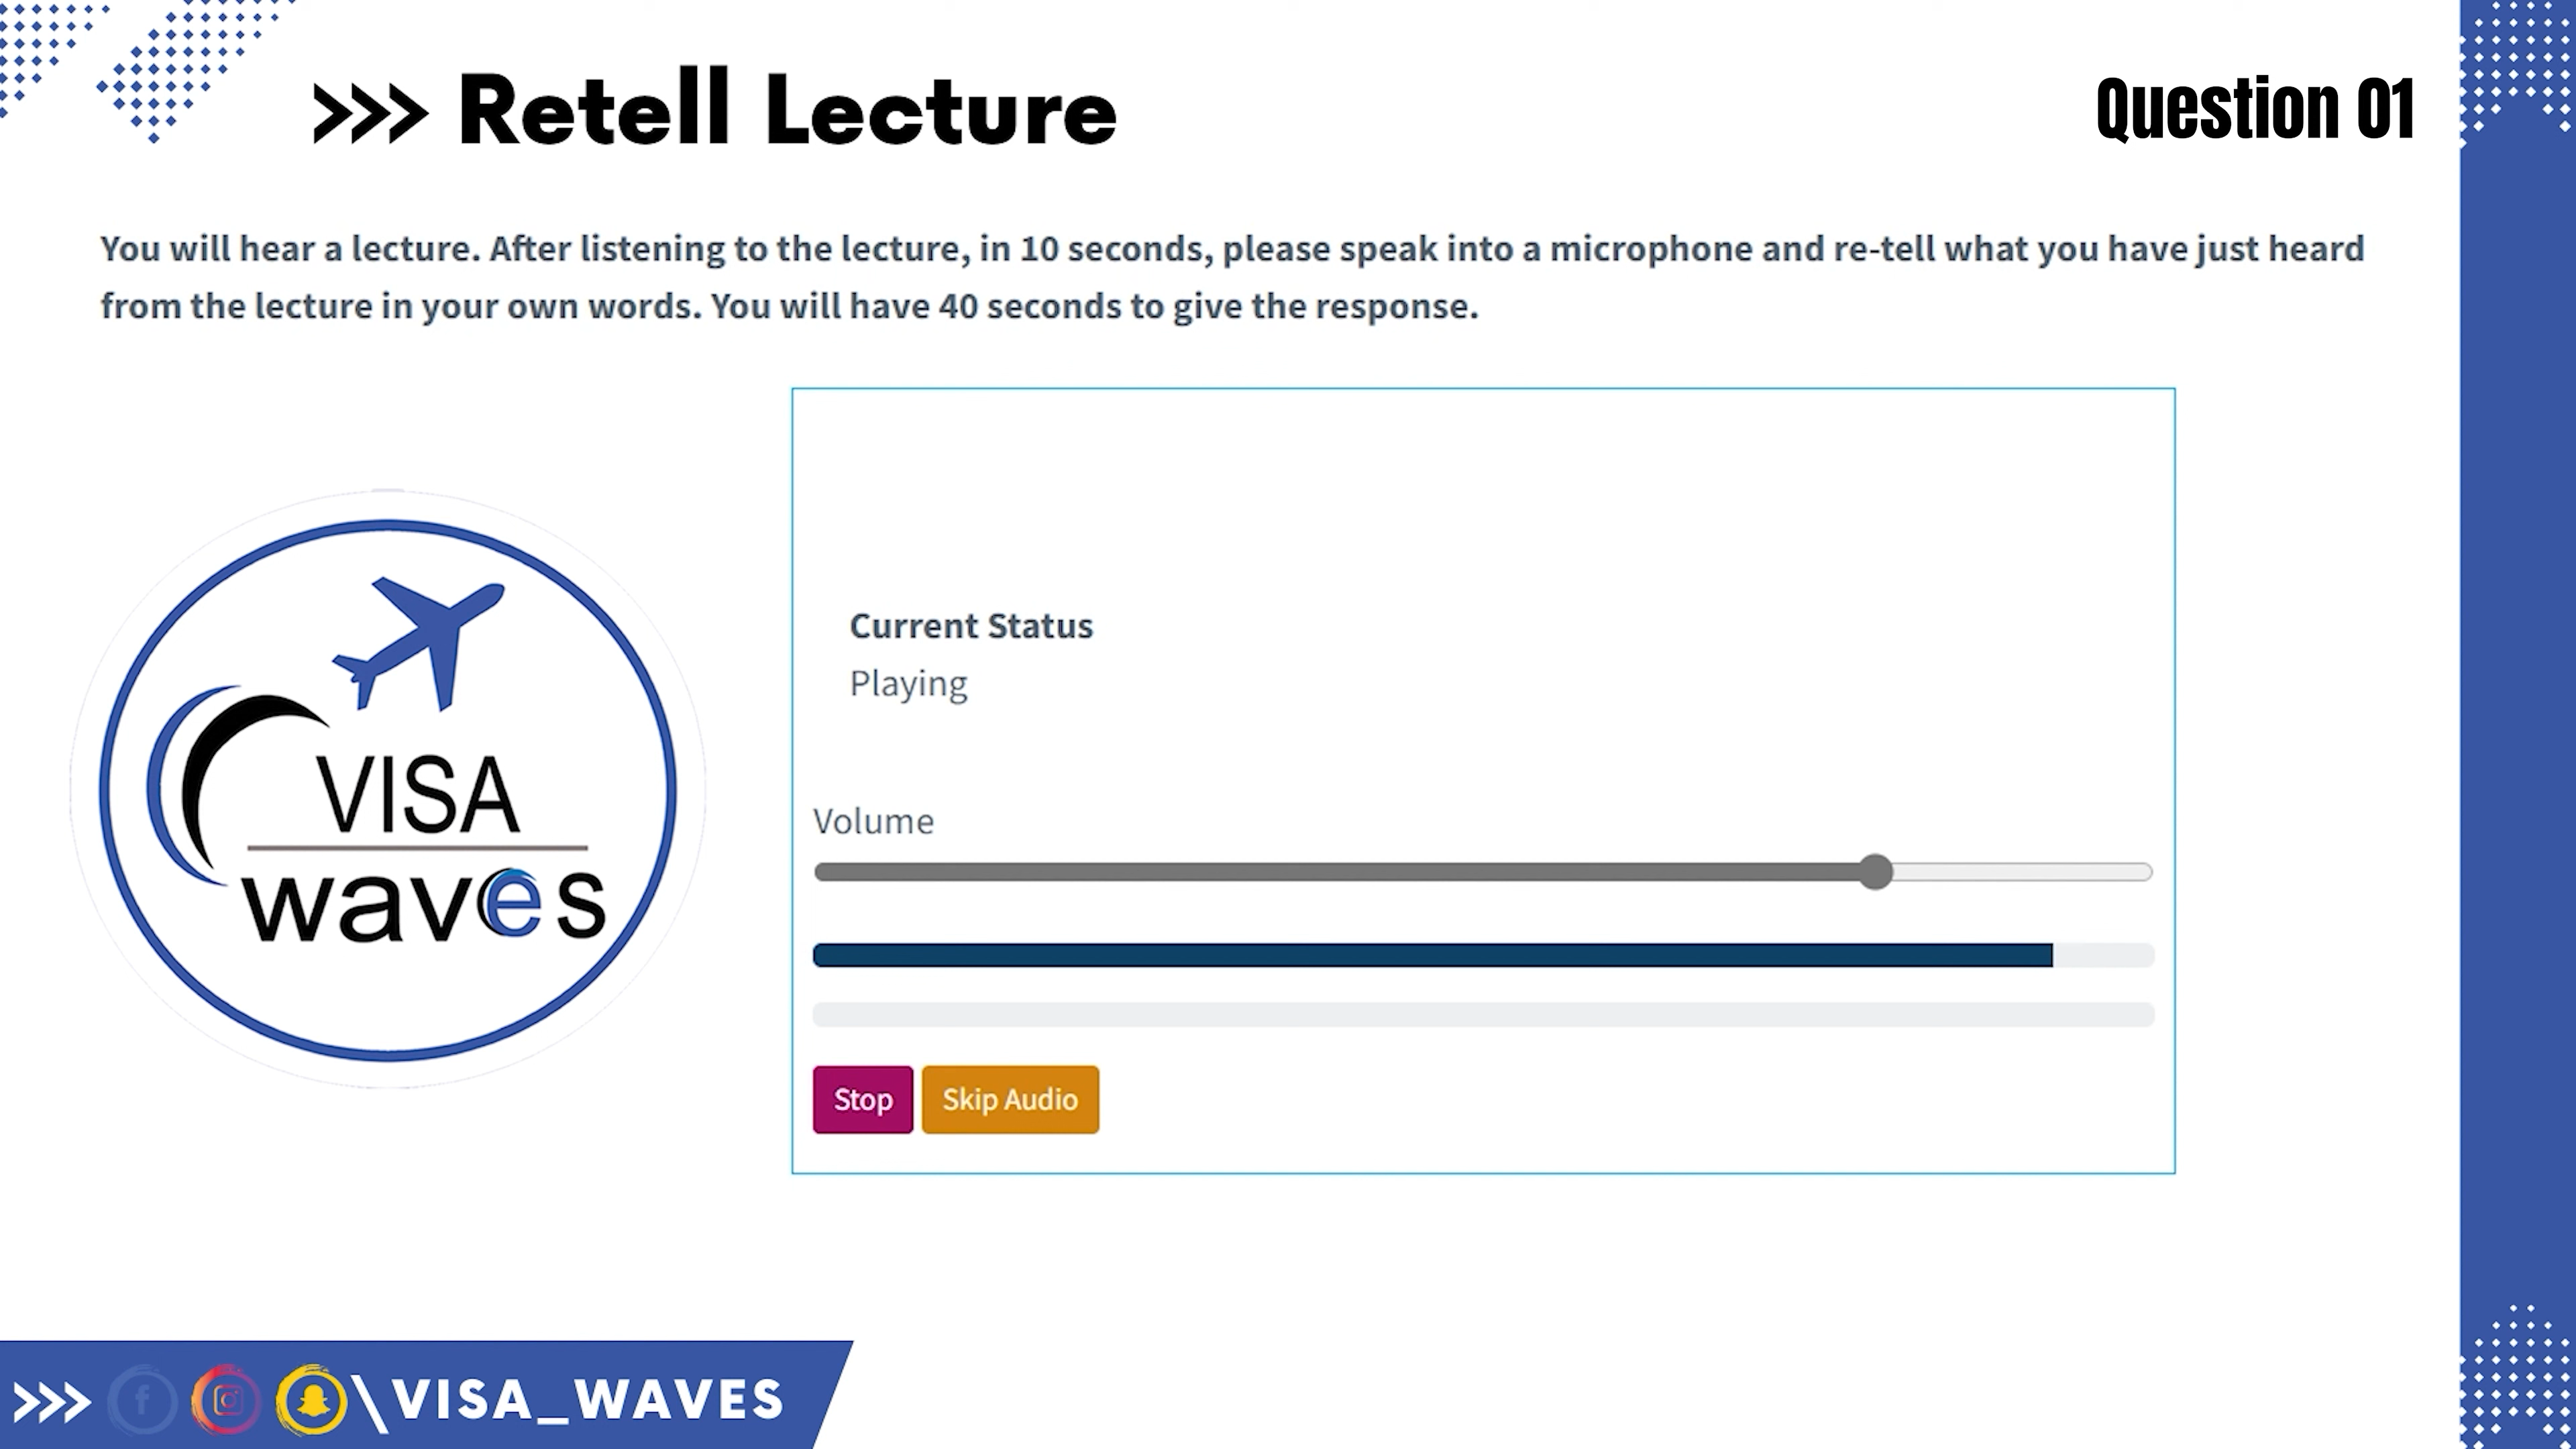 Retell Lecture
Question 01
You will hear a lecture. After listening to the lecture, in 10 seconds, please speak into a microphone and re-tell what you have just heard
from the lecture in your own words. You will have 40 seconds to give the response.
VISA
waves
Current Status
Playing
Volume
Stop
Skip Audio
\VISA_WAVES